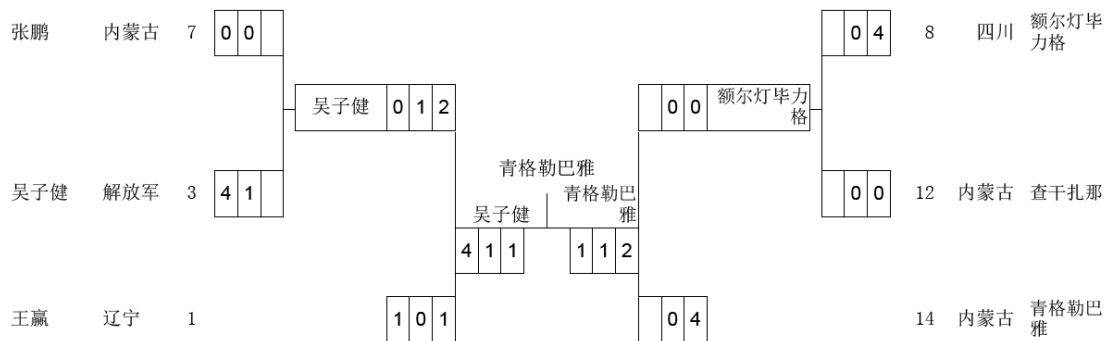 张鹏 内蒙古 7 0 0
0 4 8 四川 额尔灯毕
力格
吴子健 0 1 2
0 0 额尔灯毕力
格
青格勒巴雅
吴子健 解放军 3 4 1
吴子健 青格勒巴
雅
0 0 12 内蒙古 查干扎那
4 1 1 1 1 2
王赢 辽宁 1 1 0 1
0 4 14 内蒙古 青格勒巴
雅